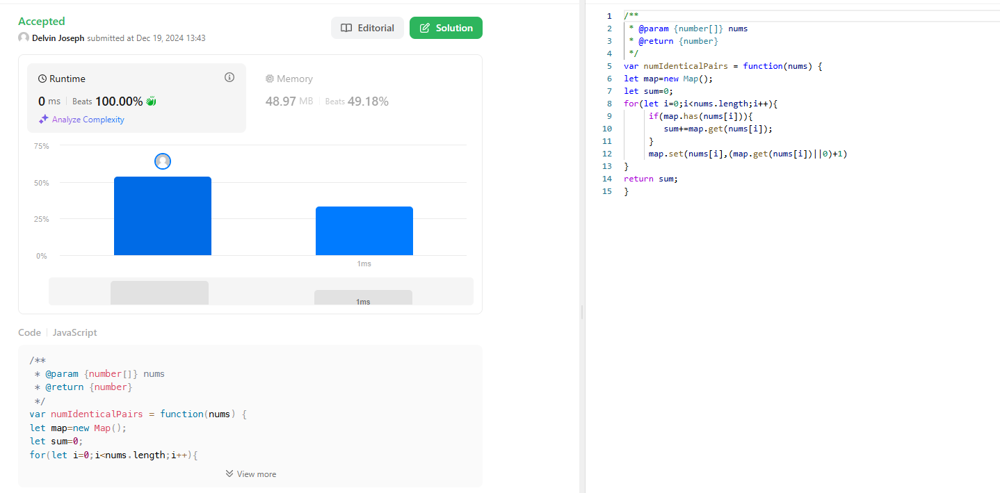 Accepted
Delvin Joseph submitted at Dec 19, 2024 13:43
Editorial
Solution
Runtime
0 ms | Beats 100.00%
Analyze Complexity
Memory
48.97 MB | Beats 49.18%
75%
50%
25%
0%
1ms
1ms
Code | JavaScript
/**
 * @param {number[]} nums
 * @return {number}
 */
var numIdenticalPairs = function(nums) {
let map=new Map();
let sum=0;
for(let i=0;i<nums.length;i++){
View more
1 /**
2  * @param {number[]} nums
3  * @return {number}
4  */
5 var numIdenticalPairs = function(nums) {
6 let map=new Map();
7 let sum=0;
8 for(let i=0;i<nums.length;i++){
9      if(map.has(nums[i])){
10         sum+=map.get(nums[i]);
11      }
12      map.set(nums[i],(map.get(nums[i])||0)+1)
13 }
14 return sum;
15 }